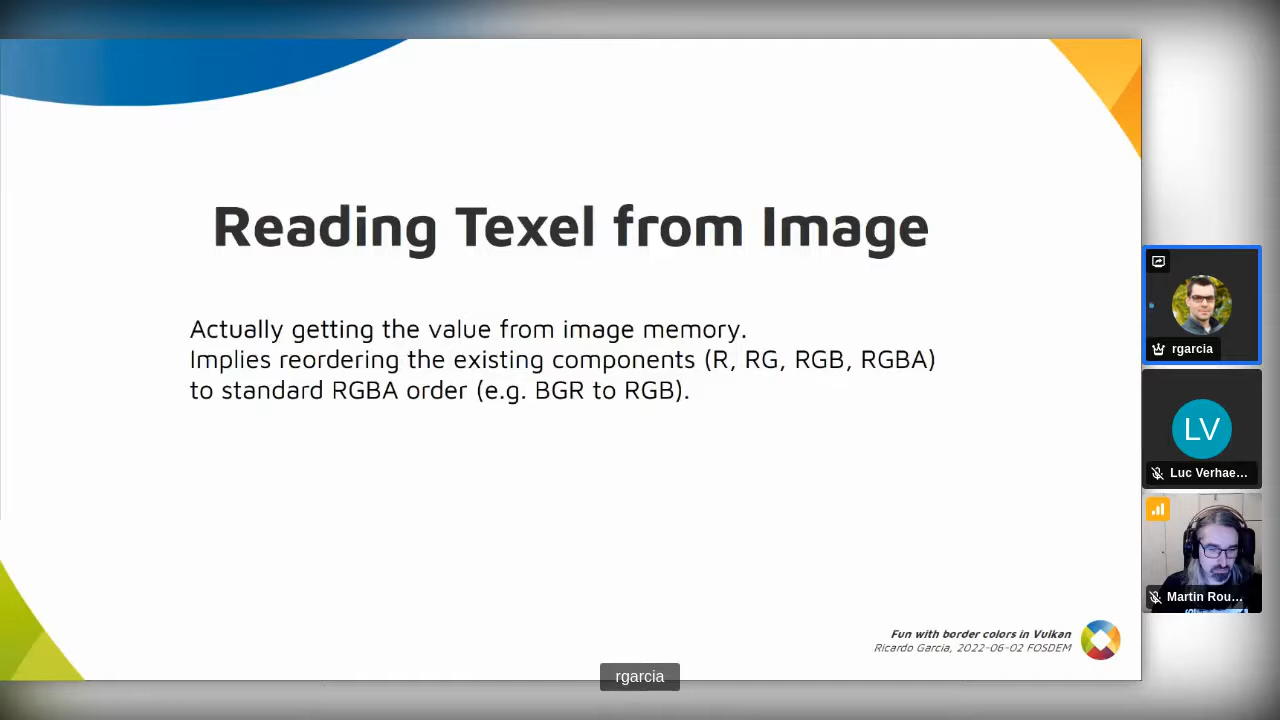 Reading Texel from Image
Actually getting the value from image memory.
Implies reordering the existing components (R, RG, RGB, RGBA)
to standard RGBA order (e.g. BGR to RGB).
Fun with border colors in Vulkan
Ricardo Garcia, 2022-06-02 FOSDEM
rgarcia
LV
Luc Verhae...
Martin Rou...
rgarcia